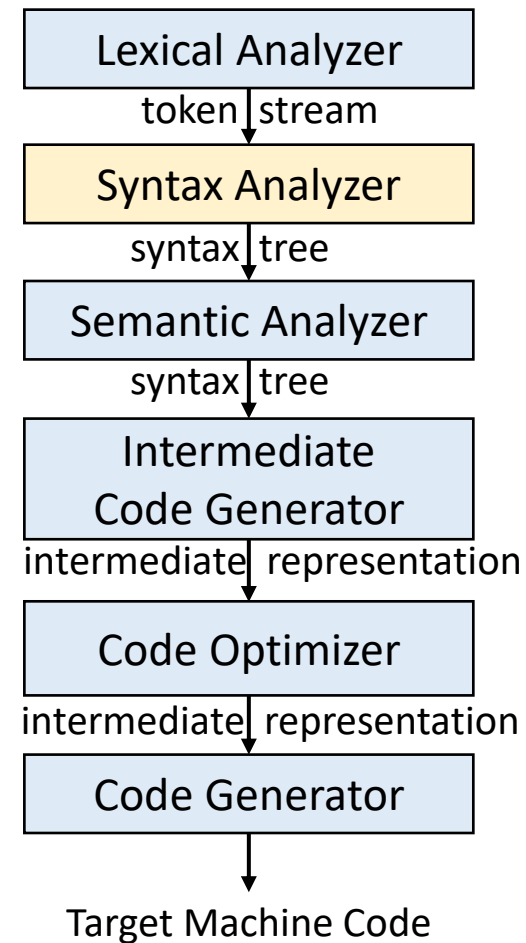 Lexical Analyzer
token stream
Syntax Analyzer
syntax tree
Semantic Analyzer
syntax tree
Intermediate
Code Generator
intermediate representation
Code Optimizer
intermediate representation
Code Generator
Target Machine Code